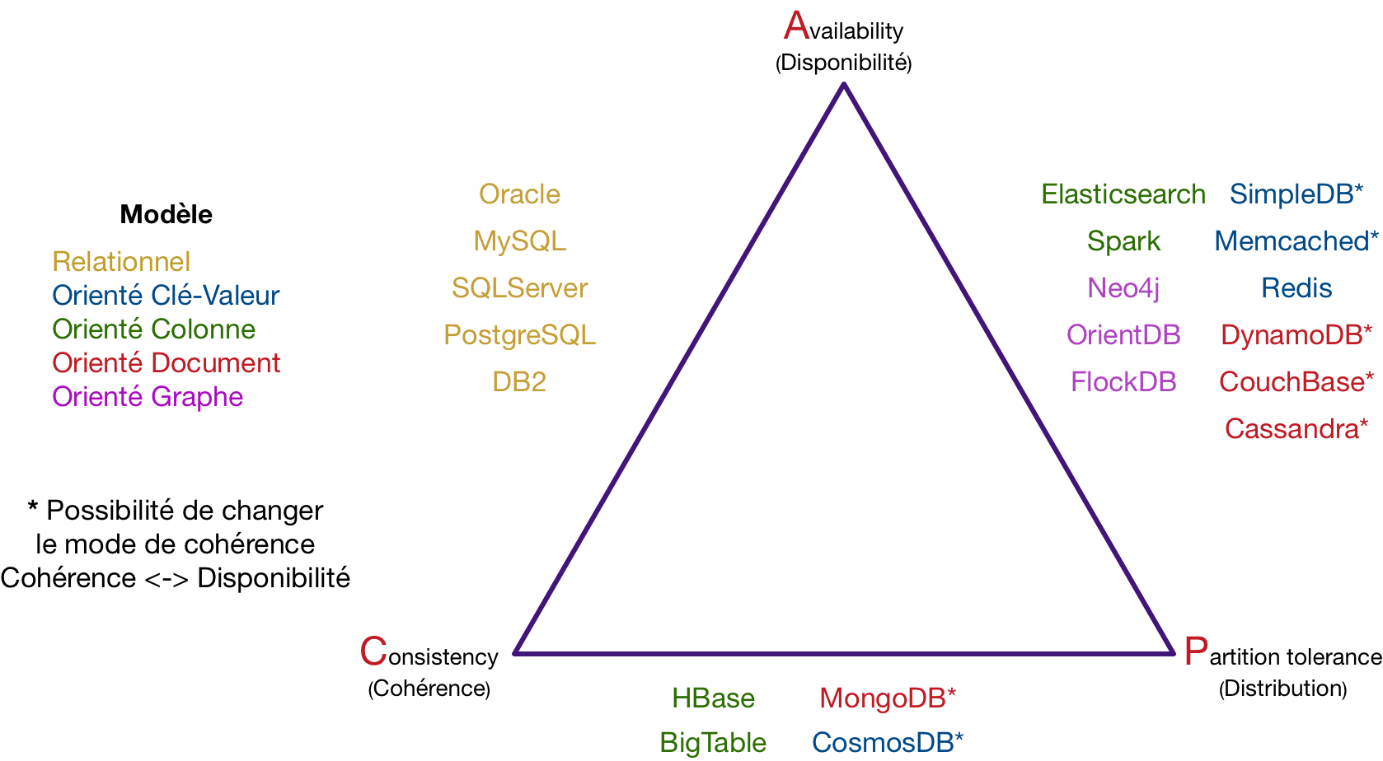 Availability
(Disponibilité)
Modèle
Relationnel
Orienté Clé-Valeur
Orienté Colonne
Orienté Document
Orienté Graphe
* Possibilité de changer
le mode de cohérence
Cohérence <-> Disponibilité
Oracle
MySQL
SQLServer
PostgreSQL
DB2
Elasticsearch SimpleDB*
Spark Memcached*
Neo4j Redis
OrientDB DynamoDB*
FlockDB CouchBase*
Cassandra*
Consistency
(Cohérence)
Partition tolerance
(Distribution)
HBase MongoDB*
BigTable CosmosDB*